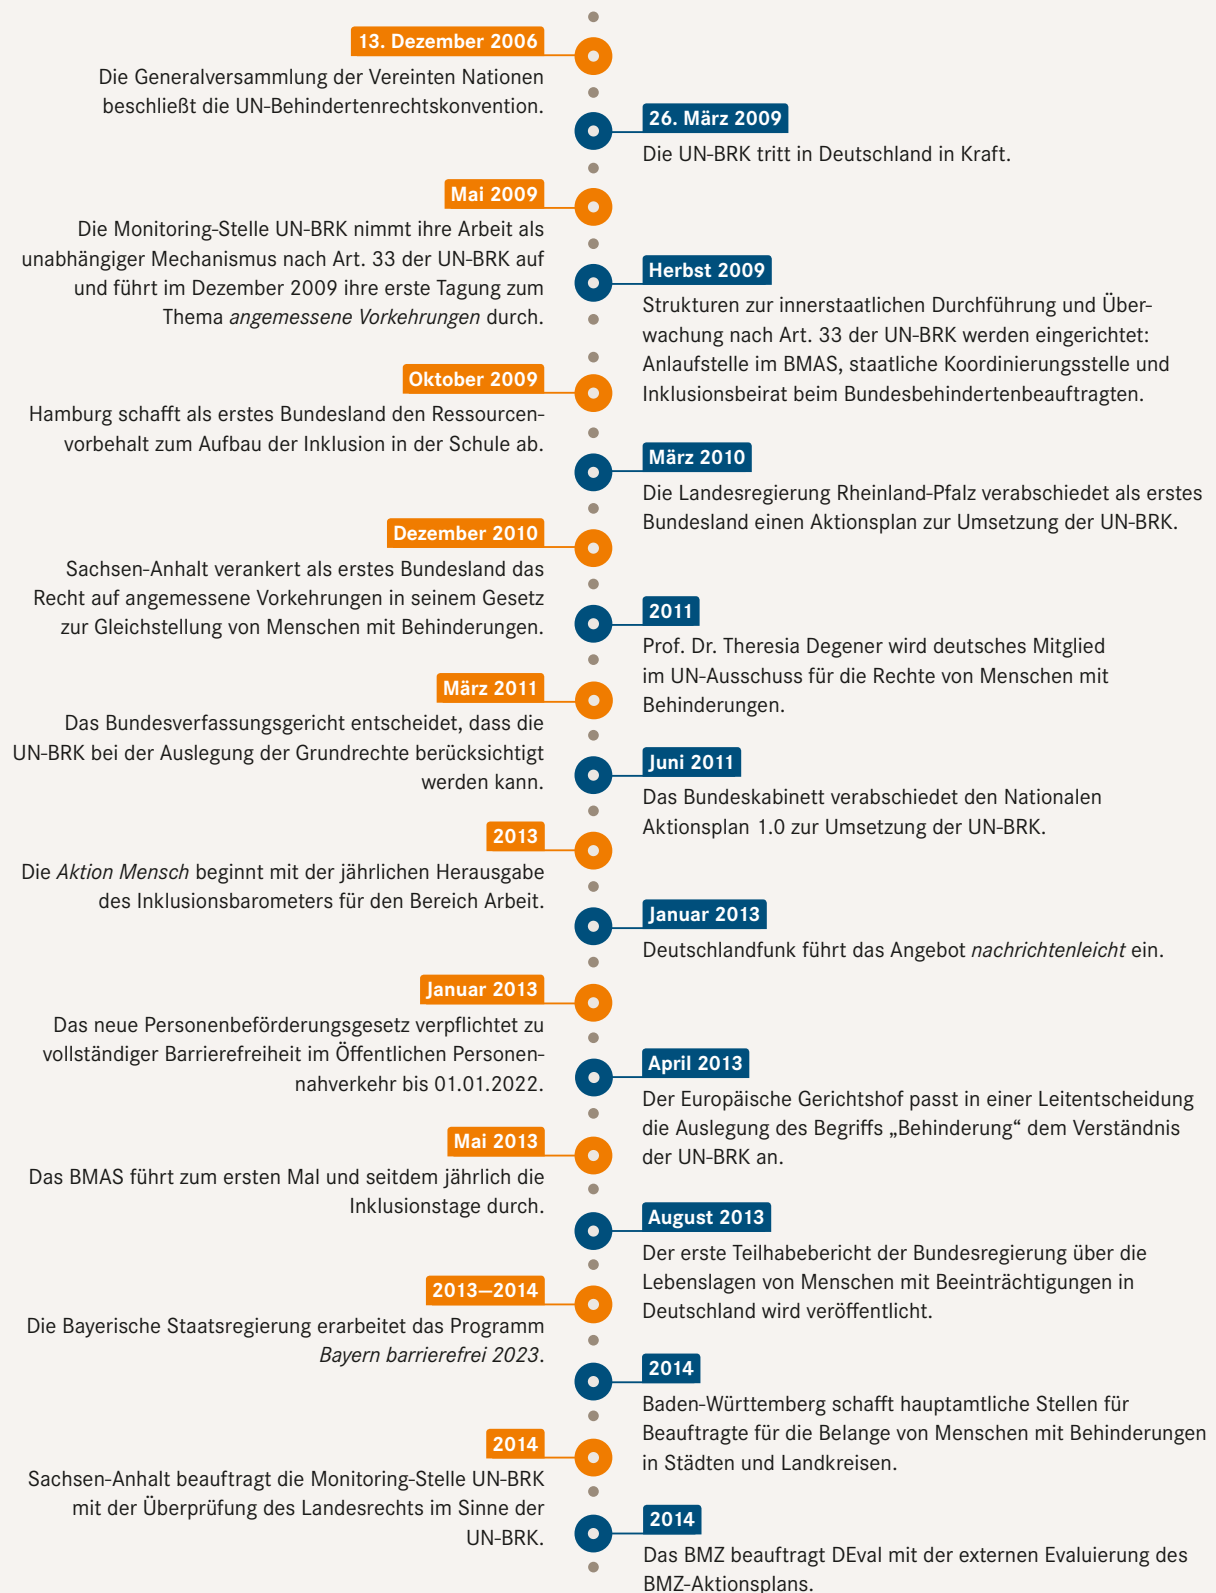 13. Dezember 2006
Die Generalversammlung der Vereinten Nationen
beschließt die UN-Behindertenrechtskonvention.
26. März 2009
Die UN-BRK tritt in Deutschland in Kraft.
Mai 2009
Die Monitoring-Stelle UN-BRK nimmt ihre Arbeit als
unabhängiger Mechanismus nach Art. 33 der UN-BRK auf
und führt im Dezember 2009 ihre erste Tagung zum
Thema angemessene Vorkehrungen durch.
Herbst 2009
Strukturen zur innerstaatlichen Durchführung und Über-
wachung nach Art. 33 der UN-BRK werden eingerichtet:
Anlaufstelle im BMAS, staatliche Koordinierungsstelle und
Inklusionsbeirat beim Bundesbehindertenbeauftragten.
Oktober 2009
Hamburg schafft als erstes Bundesland den Ressourcen-
vorbehalt zum Aufbau der Inklusion in der Schule ab.
März 2010
Die Landesregierung Rheinland-Pfalz verabschiedet als erstes
Bundesland einen Aktionsplan zur Umsetzung der UN-BRK.
Dezember 2010
Sachsen-Anhalt verankert als erstes Bundesland das
Recht auf angemessene Vorkehrungen in seinem Gesetz
zur Gleichstellung von Menschen mit Behinderungen.
2011
Prof. Dr. Theresia Degener wird deutsches Mitglied
im UN-Ausschuss für die Rechte von Menschen mit
Behinderungen.
März 2011
Das Bundesverfassungsgericht entscheidet, dass die
UN-BRK bei der Auslegung der Grundrechte berücksichtigt
werden kann.
Juni 2011
Das Bundeskabinett verabschiedet den Nationalen
Aktionsplan 1.0 zur Umsetzung der UN-BRK.
2013
Die Aktion Mensch beginnt mit der jährlichen Herausgabe
des Inklusionsbarometers für den Bereich Arbeit.
Januar 2013
Deutschlandfunk führt das Angebot nachrichtenleicht ein.
Januar 2013
Das neue Personenbeförderungsgesetz verpflichtet zu
vollständiger Barrierefreiheit im Öffentlichen Personen-
nahverkehr bis 01.01.2022.
April 2013
Der Europäische Gerichtshof passt in einer Leitentscheidung
die Auslegung des Begriffs „Behinderung“ dem Verständnis
der UN-BRK an.
Mai 2013
Das BMAS führt zum ersten Mal und seitdem jährlich die
Inklusionstage durch.
August 2013
Der erste Teilhabebericht der Bundesregierung über die
Lebenslagen von Menschen mit Beeinträchtigungen in
Deutschland wird veröffentlicht.
2013—2014
Die Bayerische Staatsregierung erarbeitet das Programm
Bayern barrierefrei 2023.
2014
Baden-Württemberg schafft hauptamtliche Stellen für
Beauftragte für die Belange von Menschen mit Behinderungen
in Städten und Landkreisen.
2014
Sachsen-Anhalt beauftragt die Monitoring-Stelle UN-BRK
mit der Überprüfung des Landesrechts im Sinne der
UN-BRK.
2014
Das BMZ beauftragt DEval mit der externen Evaluierung des
BMZ-Aktionsplans.